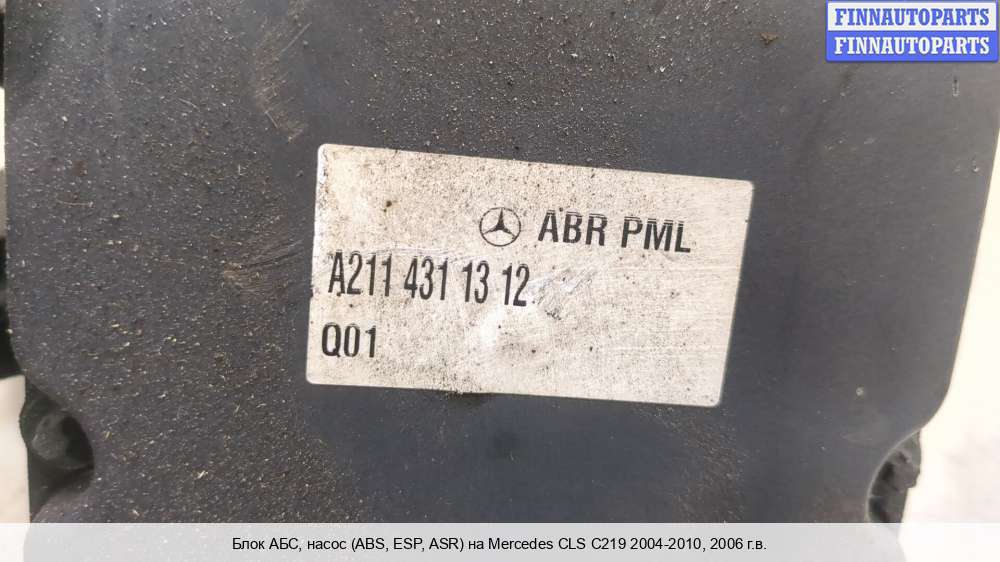 FINNAUTOPARTS
FINNAUTOPARTS
ABR PML
A211 431 13 12
Q01
Блок АБС, насос (ABS, ESP, ASR) на Mercedes CLS C219 2004-2010, 2006 г.в.